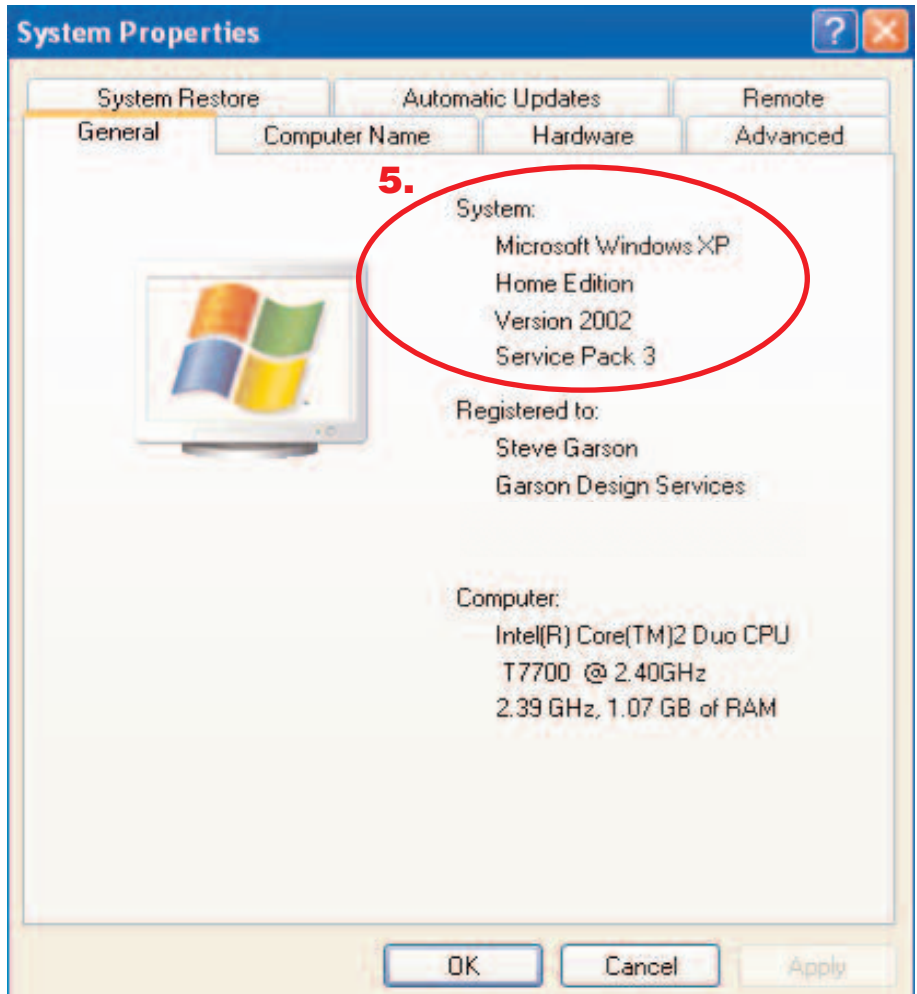 System Properties
?
System Restore Automatic Updates Remote
General Computer Name Hardware Advanced
5.
System:
Microsoft Windows XP
Home Edition
Version 2002
Service Pack 3
Registered to:
Steve Garson
Garson Design Services
Computer:
Intel(R) Core(TM)2 Duo CPU
T7700 @ 2.40GHz
2.39 GHz, 1.07 GB of RAM
OK Cancel Apply